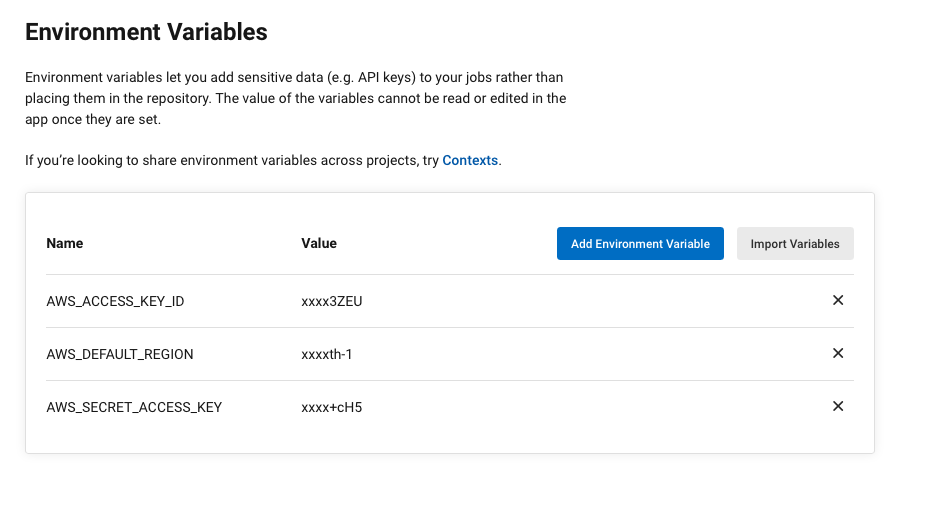 Environment Variables
Environment variables let you add sensitive data (e.g. API keys) to your jobs rather than
placing them in the repository. The value of the variables cannot be read or edited in the
app once they are set.
If you're looking to share environment variables across projects, try Contexts.
Name Value Add Environment Variable Import Variables
AWS_ACCESS_KEY_ID xxxx3ZEU
AWS_DEFAULT_REGION xxxxth-1
AWS_SECRET_ACCESS_KEY xxxx+cH5